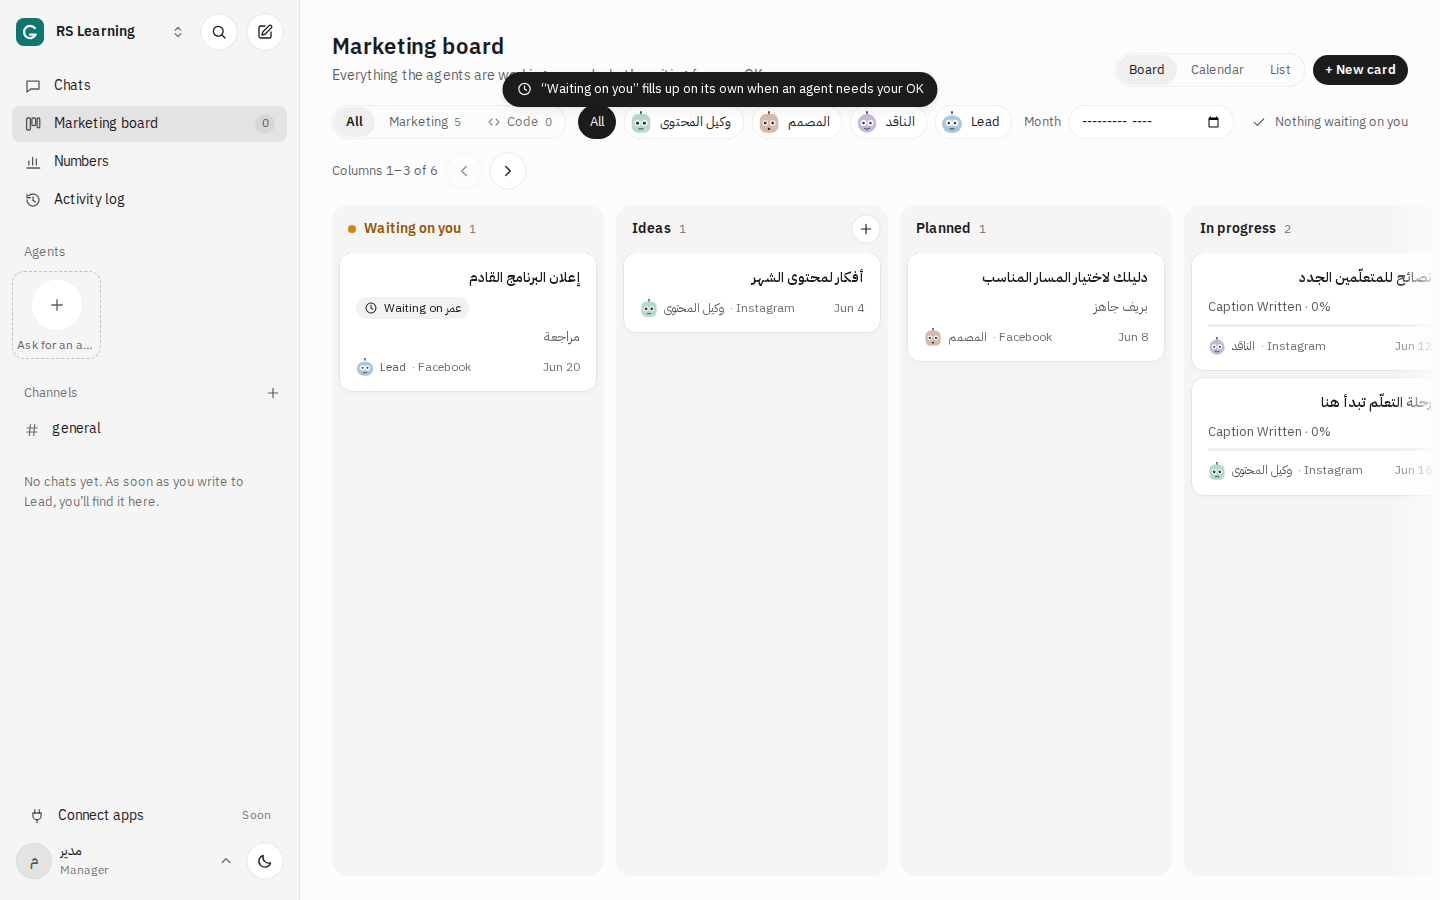 RS Learning
Chats
Marketing board 0
Numbers
Activity log
Agents
Ask for an a...
Channels
general
No chats yet. As soon as you write to
Lead, you'll find it here.
Connect apps Soon
م
مدير
Manager
Marketing board
Everything the agents are
“Waiting on you” fills up on its own when an agent needs your OK
Board Calendar List + New card
All Marketing 5 Code 0 All وكيل المحتوى المصمم الناقد Lead Month --------- ---- Nothing waiting on you
Columns 1–3 of 6
Waiting on you 1
إعلان البرنامج القادم
Waiting on عمر
مراجعة
Lead · Facebook Jun 20
Ideas 1
أفكار لمحتوى الشهر
وكيل المحتوى · Instagram Jun 4
Planned 1
دليلك لاختيار المسار المناسب
بريف جاهز
المصمم · Facebook Jun 8
In progress 2
نصائح للمتعلّمين الجدد
Caption Written · 0%
الناقد · Instagram Jun 12
رحلة التعلّم تبدأ هنا
Caption Written · 0%
وكيل المحتوى · Instagram Jun 16